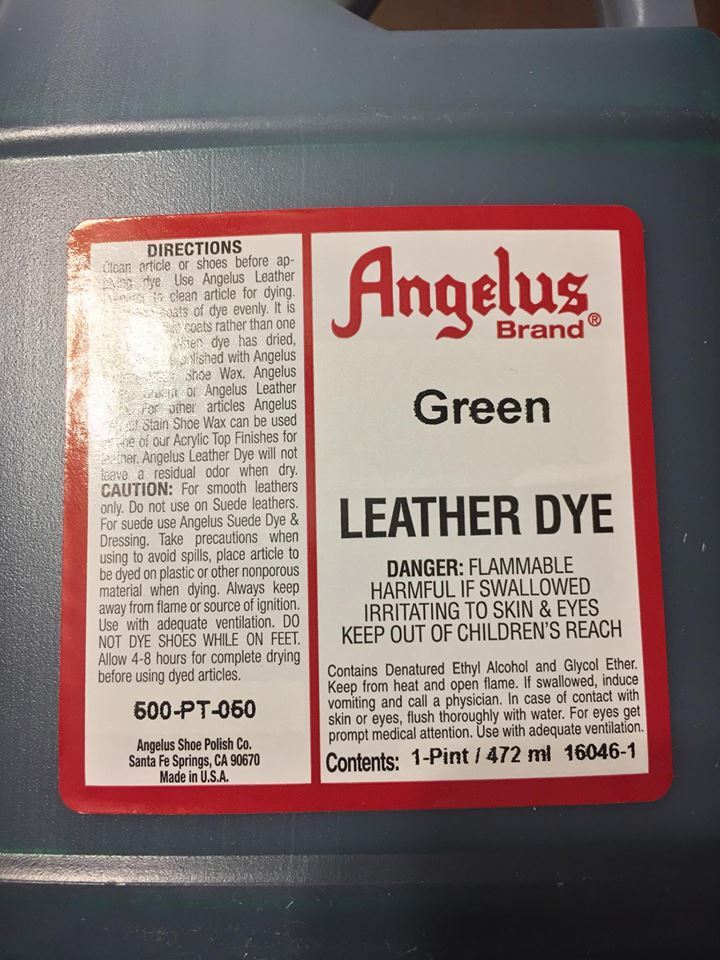 DIRECTIONS
Clean article or shoes before ap-
plying dye. Use Angelus Leather
to clean article for dying.
coats of dye evenly. It is
coats rather than one
When dye has dried,
polished with Angelus
Shoe Wax. Angelus
or Angelus Leather
For other articles Angelus
Stain Shoe Wax can be used
one of our Acrylic Top Finishes for
leather. Angelus Leather Dye will not
leave a residual odor when dry.
CAUTION: For smooth leathers
only. Do not use on Suede leathers.
For suede use Angelus Suede Dye &
Dressing. Take precautions when
using to avoid spills, place article to
be dyed on plastic or other nonporous
material when dying. Always keep
away from flame or source of ignition.
Use with adequate ventilation. DO
NOT DYE SHOES WHILE ON FEET.
Allow 4-8 hours for complete drying
before using dyed articles.
500-PT-050
Angelus Shoe Polish Co.
Santa Fe Springs, CA 90670
Made in U.S.A.
Angelus
Brand®
Green
LEATHER DYE
DANGER: FLAMMABLE
HARMFUL IF SWALLOWED
IRRITATING TO SKIN & EYES
KEEP OUT OF CHILDREN'S REACH
Contains Denatured Ethyl Alcohol and Glycol Ether.
Keep from heat and open flame. If swallowed, induce
vomiting and call a physician. In case of contact with
skin or eyes, flush thoroughly with water. For eyes get
prompt medical attention. Use with adequate ventilation.
Contents: 1-Pint / 472 ml 16046-1